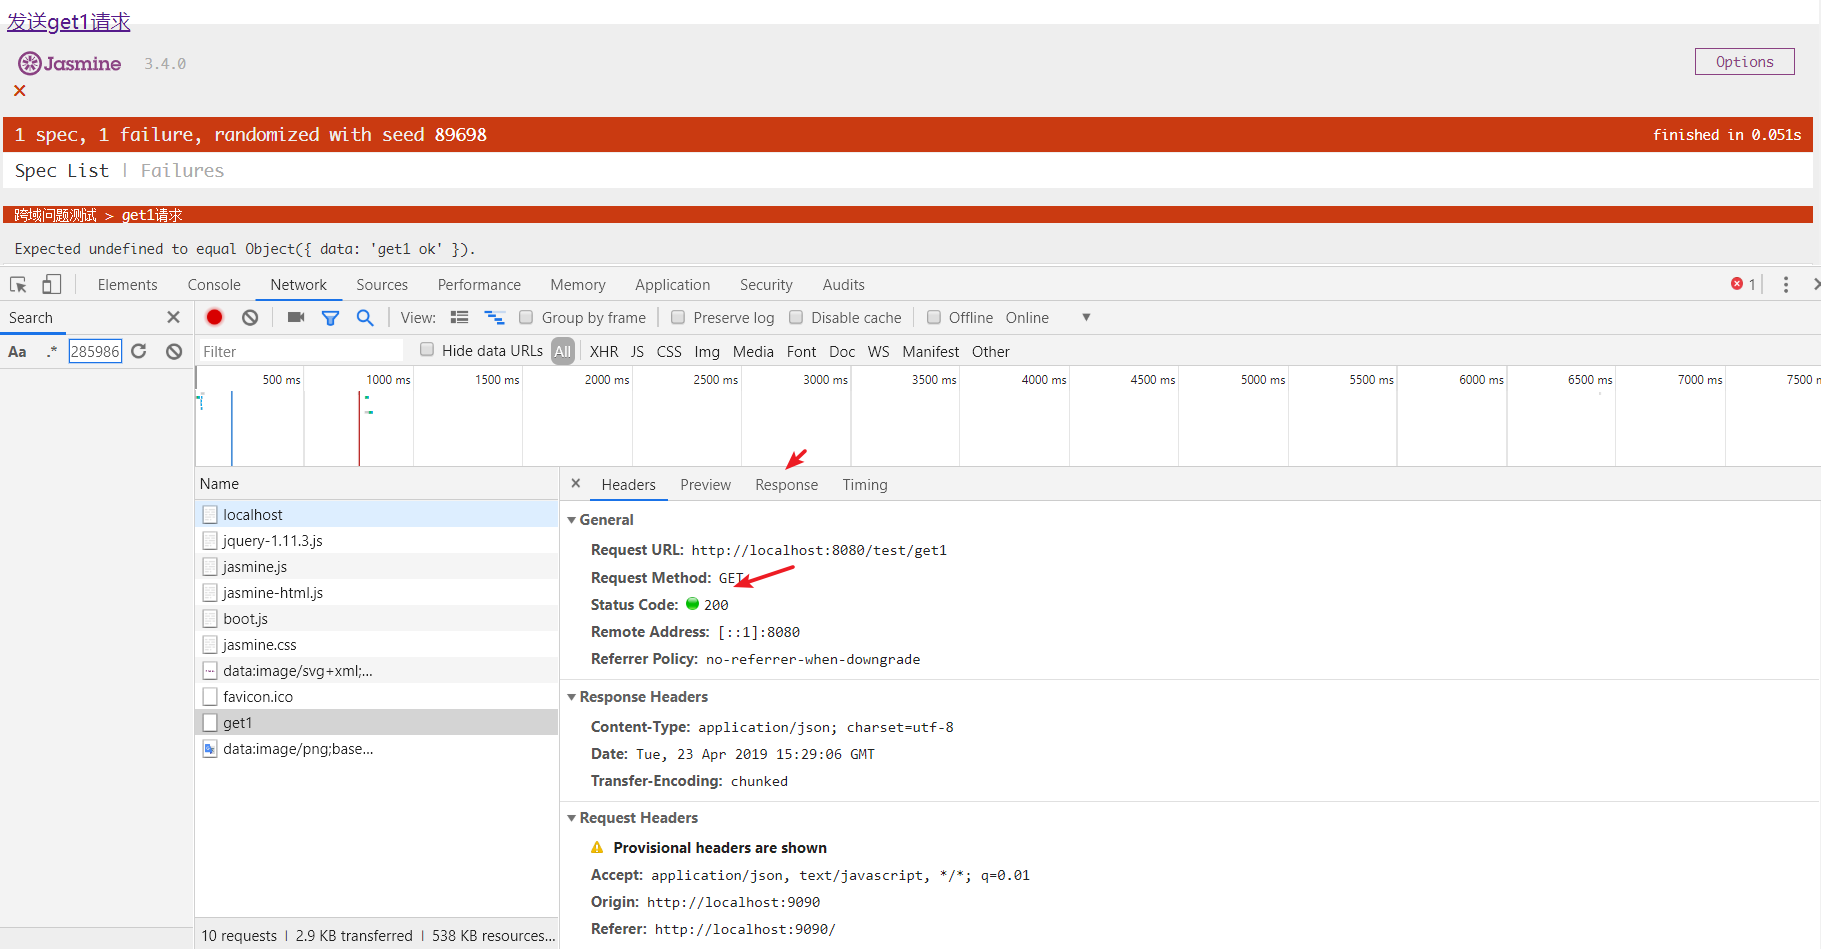 发送get1请求
Jasmine 3.4.0 Options
×
1 spec, 1 failure, randomized with seed 89698 finished in 0.051s
Spec List | Failures
跨域问题测试 > get1请求
Expected undefined to equal Object({ data: 'get1 ok' }).
Elements Console Network Sources Performance Memory Application Security Audits 1
Search View: Group by frame Preserve log Disable cache Offline Online
Aa .* 285986 Filter Hide data URLs All XHR JS CSS Img Media Font Doc WS Manifest Other
500 ms 1000 ms 1500 ms 2000 ms 2500 ms 3000 ms 3500 ms 4000 ms 4500 ms 5000 ms 5500 ms 6000 ms 6500 ms 7000 ms 7500 m
Name
localhost
jquery-1.11.3.js
jasmine.js
jasmine-html.js
boot.js
jasmine.css
data:image/svg+xml;...
favicon.ico
get1
data:image/png;base...
10 requests | 2.9 KB transferred | 538 KB resources...
Headers Preview Response Timing
General
Request URL: http://localhost:8080/test/get1
Request Method: GET
Status Code: 200
Remote Address: [::1]:8080
Referrer Policy: no-referrer-when-downgrade
Response Headers
Content-Type: application/json; charset=utf-8
Date: Tue, 23 Apr 2019 15:29:06 GMT
Transfer-Encoding: chunked
Request Headers
Provisional headers are shown
Accept: application/json, text/javascript, */*; q=0.01
Origin: http://localhost:9090
Referer: http://localhost:9090/